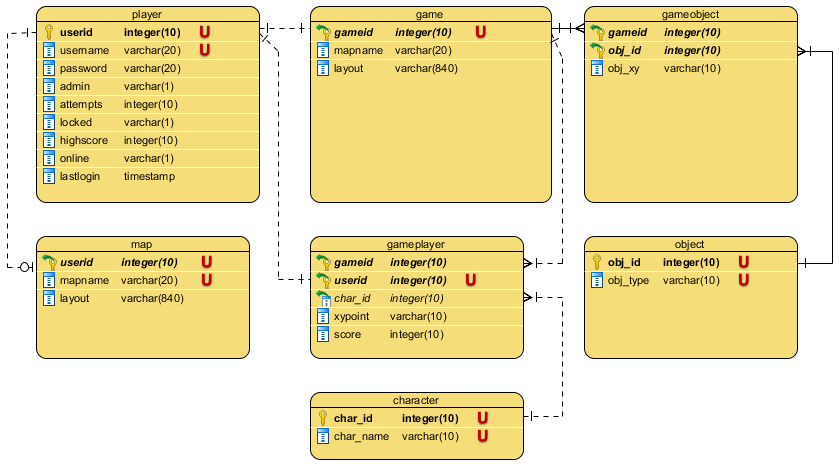 player
userid integer(10) U
username varchar(20) U
password varchar(20)
admin varchar(1)
attempts integer(10)
locked varchar(1)
highscore integer(10)
online varchar(1)
lastlogin timestamp
game
gameid integer(10) U
mapname varchar(20)
layout varchar(840)
gameobject
gameid integer(10)
obj_id integer(10)
obj_xy varchar(10)
map
userid integer(10) U
mapname varchar(20) U
layout varchar(840)
gameplayer
gameid integer(10)
userid integer(10) U
char_id integer(10)
xypoint varchar(10)
score integer(10)
object
obj_id integer(10) U
obj_type varchar(10) U
character
char_id integer(10) U
char_name varchar(10) U